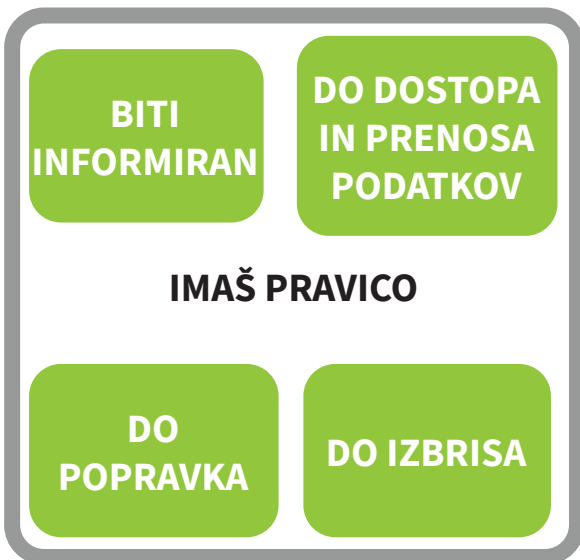 BITI
INFORMIRAN
DO DOSTOPA
IN PRENOSA
PODATKOV
IMAŠ PRAVICO
DO
POPRAVKA
DO IZBRISA